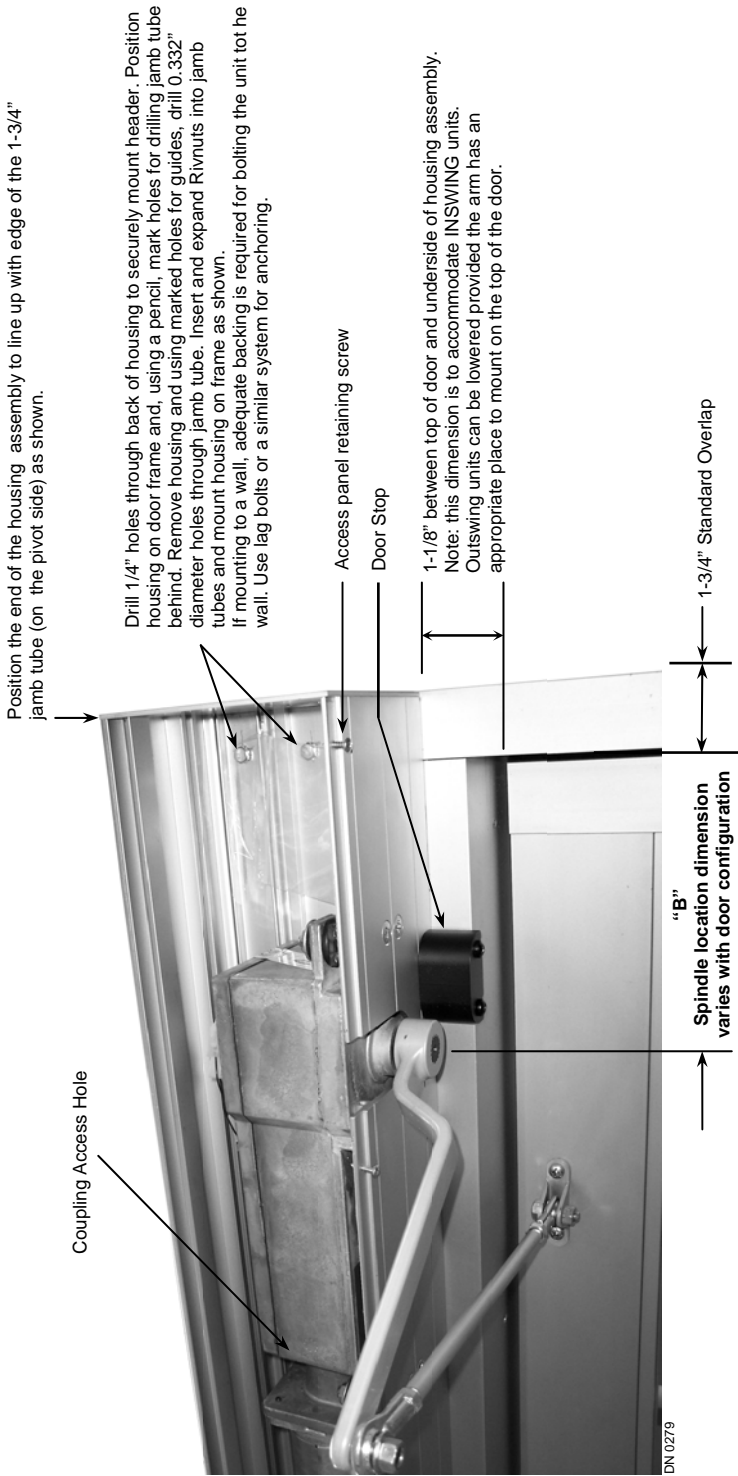 Position the end of the housing assembly to line up with edge of the 1-3/4”
jamb tube (on the pivot side) as shown.
Drill 1/4” holes through back of housing to securely mount header. Position
housing on door frame and, using a pencil, mark holes for drilling jamb tube
behind. Remove housing and using marked holes for guides, drill 0.332”
diameter holes through jamb tube. Insert and expand Rivnuts into jamb
tubes and mount housing on frame as shown.
If mounting to a wall, adequate backing is required for bolting the unit tot he
wall. Use lag bolts or a similar system for anchoring.
Coupling Access Hole
Access panel retaining screw
Door Stop
1-1/8” between top of door and underside of housing assembly.
Note: this dimension is to accommodate INSWING units.
Outswing units can be lowered provided the arm has an
appropriate place to mount on the top of the door.
1-3/4” Standard Overlap
“B”
Spindle location dimension
varies with door configuration
DN 0279